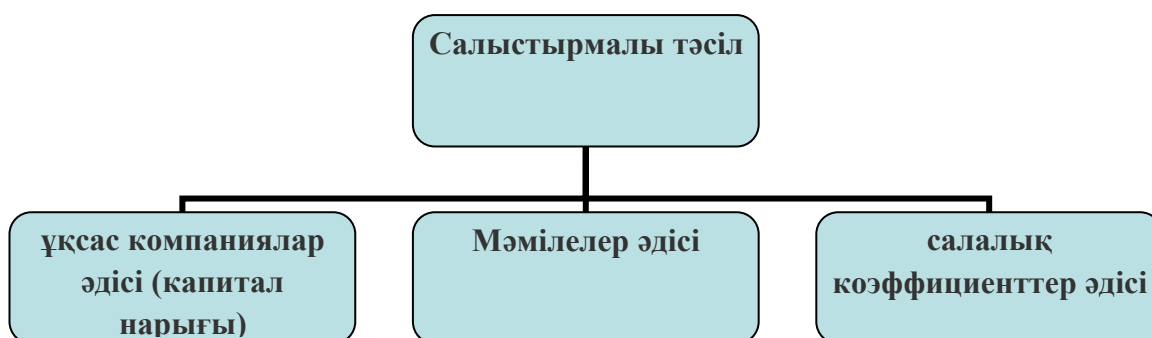 Салыстырмалы тәсіл
ұқсас компаниялар
әдісі (капитал
нарығы)
Мәмілелер әдісі
салалық
коэффициенттер әдісі